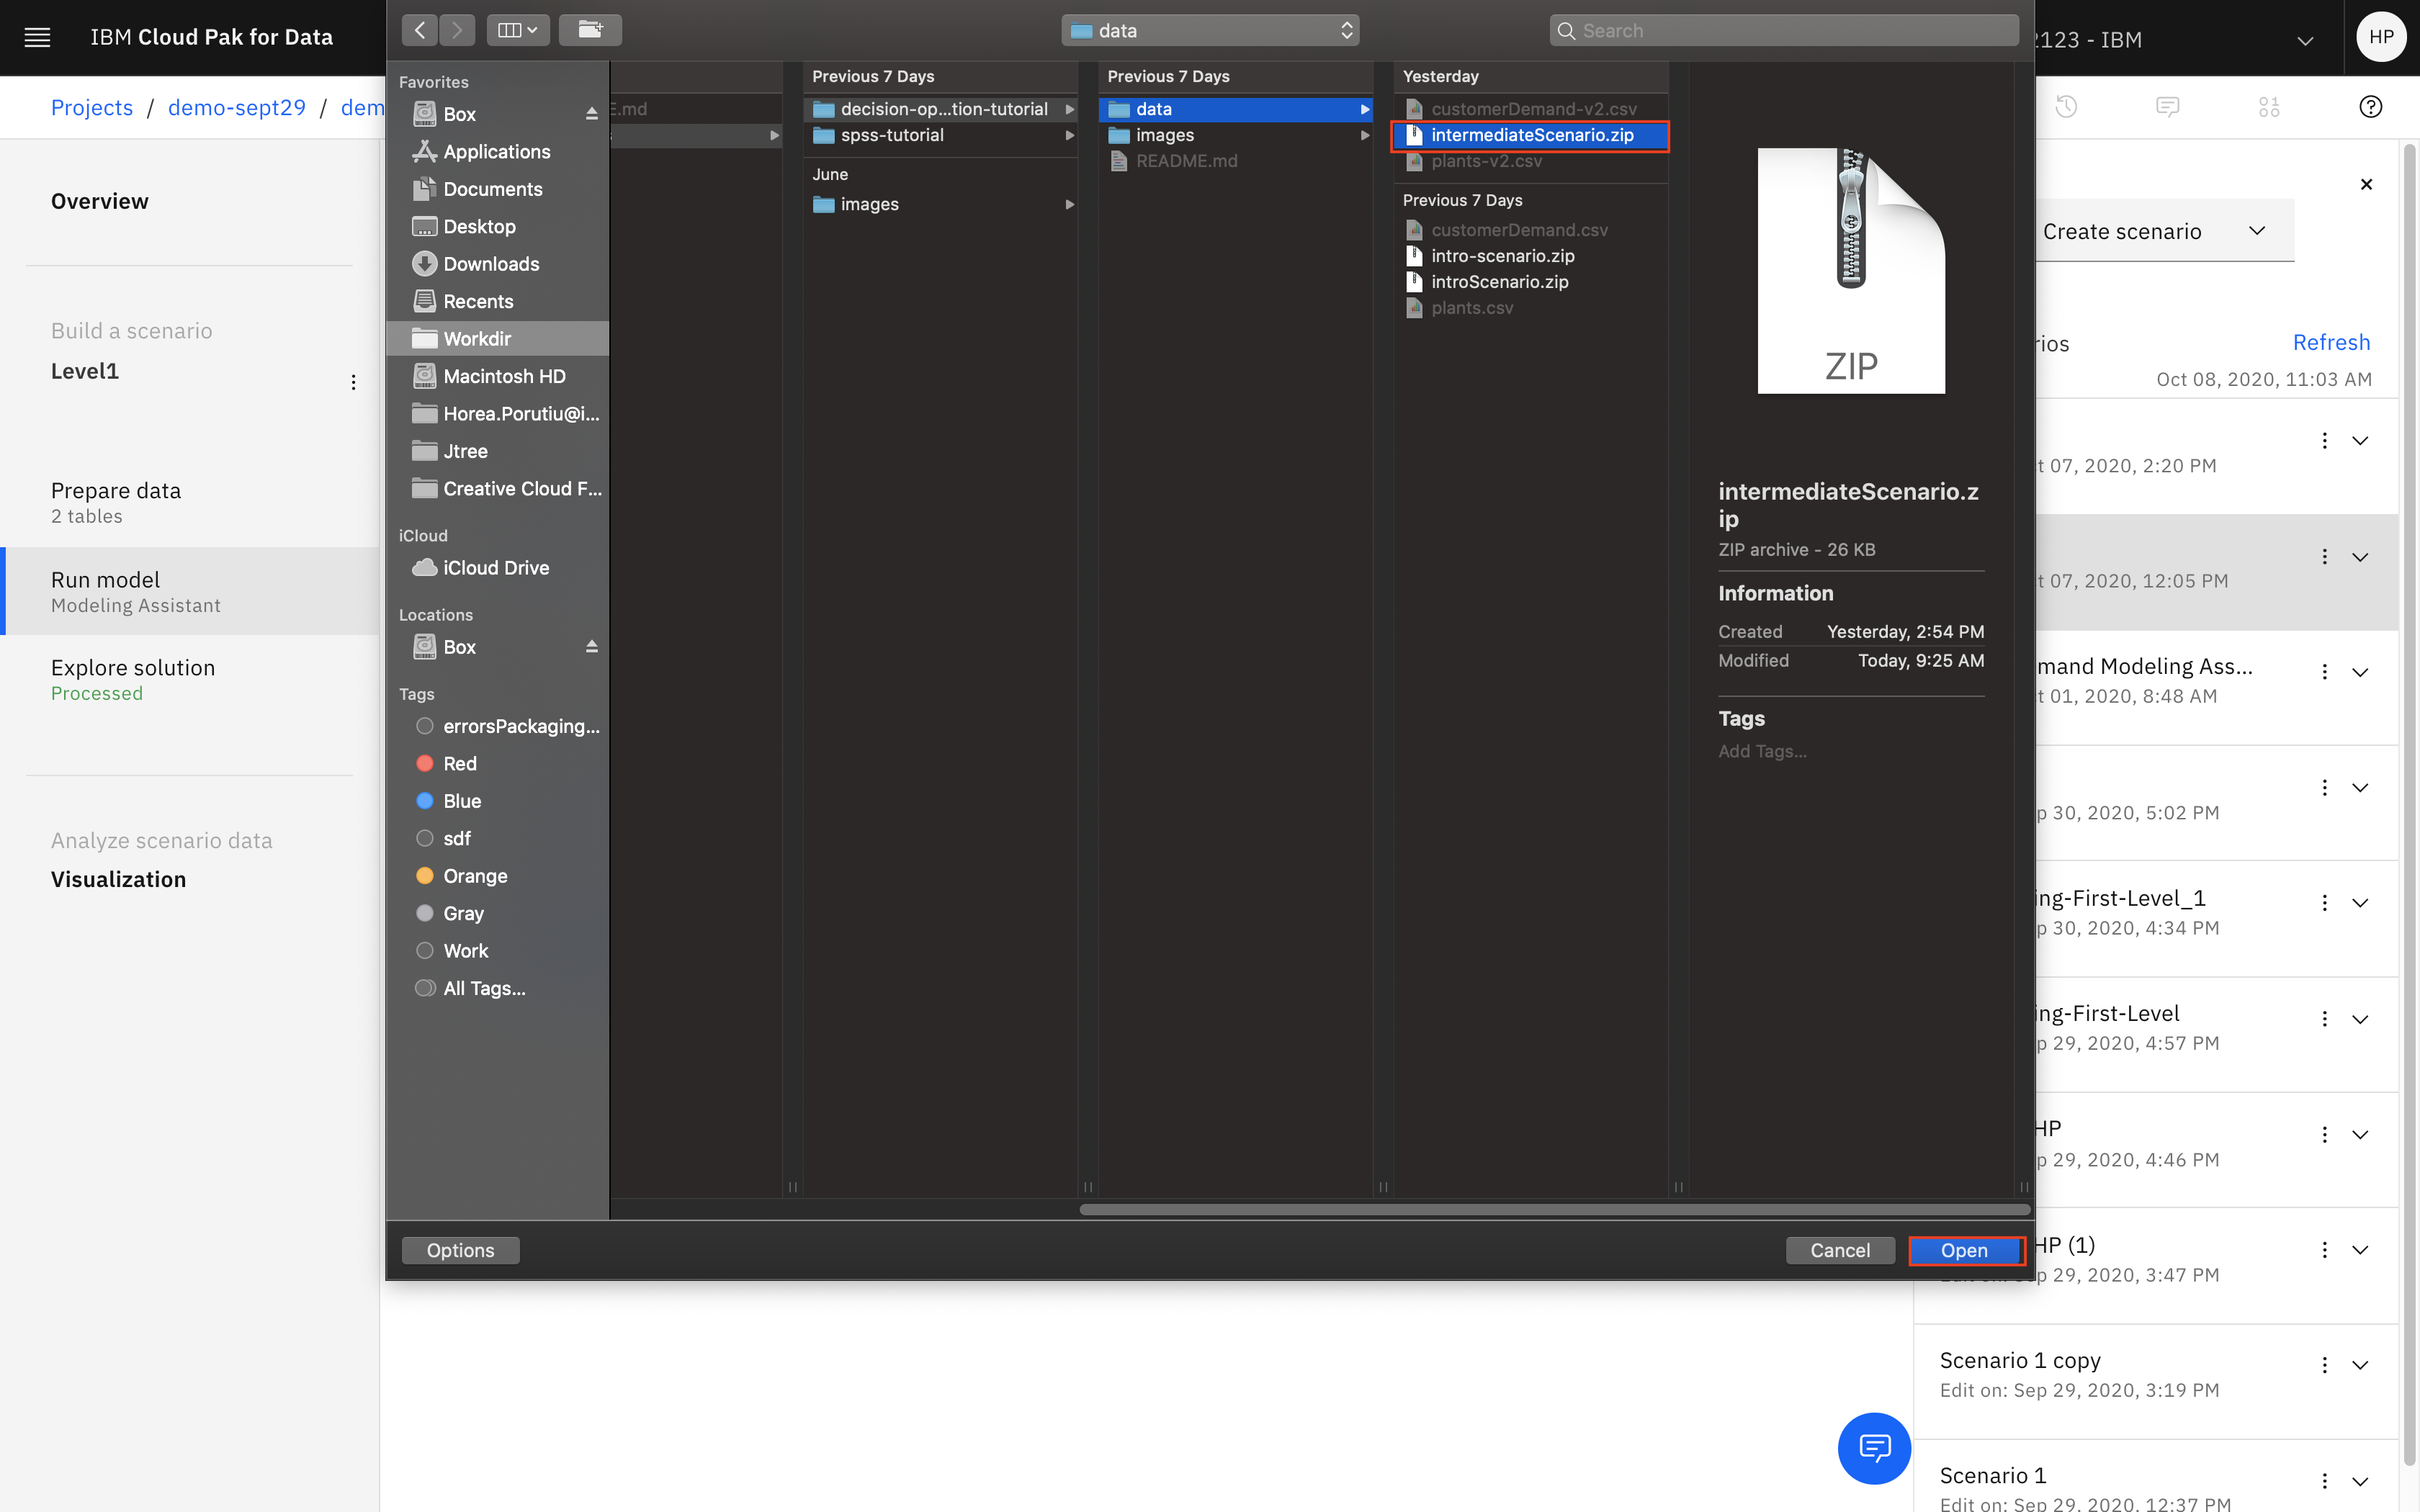 IBM Cloud Pak for Data
data
Search
2123 - IBM
HP
Projects / demo-sept29 / dem
Overview
Build a scenario
Level1
Prepare data
2 tables
Run model
Modeling Assistant
Explore solution
Processed
Analyze scenario data
Visualization
Favorites
Box
Applications
Documents
Desktop
Downloads
Recents
Workdir
Macintosh HD
Horea.Porutiu@i...
Jtree
Creative Cloud F...
iCloud
iCloud Drive
Locations
Box
Tags
errorsPackaging...
Red
Blue
sdf
Orange
Gray
Work
All Tags...
E.md
Previous 7 Days
decision-op...tion-tutorial
spss-tutorial
June
images
Previous 7 Days
data
images
README.md
Yesterday
customerDemand-v2.csv
intermediateScenario.zip
plants-v2.csv
Previous 7 Days
customerDemand.csv
intro-scenario.zip
introScenario.zip
plants.csv
ZIP
intermediateScenario.z
ip
ZIP archive - 26 KB
Information
Created Yesterday, 2:54 PM
Modified Today, 9:25 AM
Tags
Add Tags...
Options
Cancel
Open
Create scenario
rios
Refresh
Oct 08, 2020, 11:03 AM
t 07, 2020, 2:20 PM
t 07, 2020, 12:05 PM
mand Modeling Ass...
t 01, 2020, 8:48 AM
p 30, 2020, 5:02 PM
ing-First-Level_1
p 30, 2020, 4:34 PM
ing-First-Level
p 29, 2020, 4:57 PM
HP
p 29, 2020, 4:46 PM
HP (1)
Edit on: Sep 29, 2020, 3:47 PM
Scenario 1 copy
Edit on: Sep 29, 2020, 3:19 PM
Scenario 1
Edit on: Sep 29, 2020, 12:37 PM